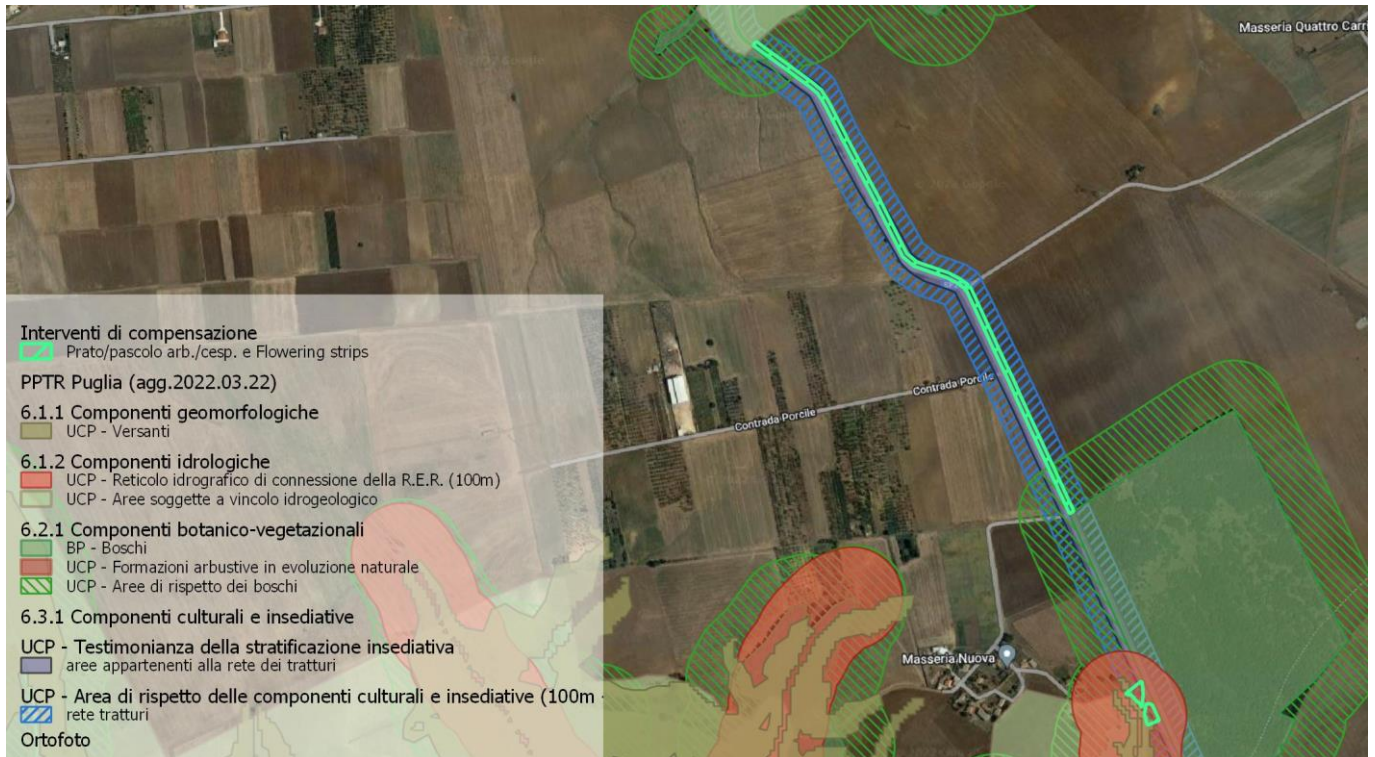 Masseria Quattro Carri
Interventi di compensazione
Prato/pascolo arb./cesp. e Flowering strips
PPTR Puglia (agg.2022.03.22)
6.1.1 Componenti geomorfologiche
UCP - Versanti
6.1.2 Componenti idrologiche
UCP - Reticolo idrografico di connessione della R.E.R. (100m)
UCP - Aree soggette a vincolo idrogeologico
6.2.1 Componenti botanico-vegetazionali
BP - Boschi
UCP - Formazioni arbustive in evoluzione naturale
UCP - Aree di rispetto dei boschi
6.3.1 Componenti culturali e insediative
UCP - Testimonianza della stratificazione insediativa
aree appartenenti alla rete dei tratturi
UCP - Area di rispetto delle componenti culturali e insediative (100m -
rete tratturi
Ortofoto
Contrada Porcile
Contrada Porcile
Masseria Nuova